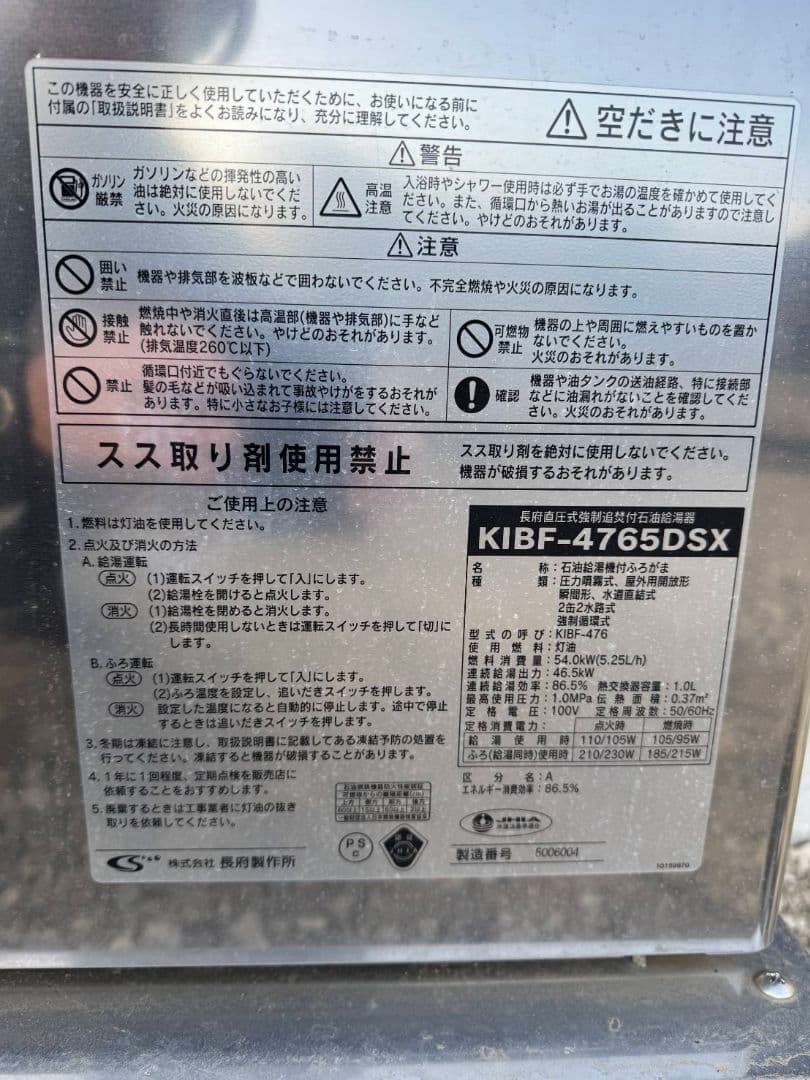 この機器を安全に正しく使用していただくために、お使いになる前に
付属の「取扱説明書」をよくお読みになり、充分に理解してください。
空だきに注意
警告
ガソリン
厳禁
ガソリンなどの揮発性の高い
油は絶対に使用しないでくだ
さい。火災の原因になります。
高温
注意
入浴時やシャワー使用時は必ず手でお湯の温度を確かめて使用してく
ださい。また、循環口から熱いお湯が出ることがありますので注意し
てください。やけどのおそれがあります。
注意
囲い
禁止
機器や排気部を波板などで囲わないでください。不完全燃焼や火災の原因になります。
接触
禁止
燃焼中や消火直後は高温部(機器や排気部)に手など
触れないでください。やけどのおそれがあります。
(排気温度260℃以下)
可燃物
禁止
機器の上や周囲に燃えやすいものを置か
ないでください。
火災のおそれがあります。
禁止
循環口付近でもぐらないでください。
髪の毛などが吸い込まれて事故やけがをするおそれが
あります。特に小さなお子様には注意してください。
確認
機器や油タンクの送油経路、特に接続部
などに油漏れがないことを確認してくだ
さい。火災のおそれがあります。
スス取り剤使用禁止
スス取り剤を絶対に使用しないでください。
機器が破損するおそれがあります。
ご使用上の注意
1.燃料は灯油を使用してください。
2.点火及び消火の方法
A.給湯運転
点火 (1)運転スイッチを押して「入」にします。
(2)給湯栓を開けると点火します。
消火 (1)給湯栓を閉めると消火します。
(2)長時間使用しないときは運転スイッチを押して「切」に
します。
B.ふろ運転
点火 (1)運転スイッチを押して「入」にします。
(2)ふろ温度を設定し、追いだきスイッチを押します。
消火 設定した温度になると自動的に停止します。途中で停止
するときは追いだきスイッチを押します。
3.冬期は凍結に注意し、取扱説明書に記載してある凍結予防の処置を
行ってください。凍結すると機器が破損することがあります。
4.1年に1回程度、定期点検を販売店に
依頼することをおすすめします。
5.廃棄するときは工事業者に灯油の抜き
取りを依頼してください。
株式会社 長府製作所
PS
C
長府直圧式強制追焚付石油給湯器
KIBF-4765DSX
名称:石油給湯機付ふろがま
種類:圧力噴霧式、屋外用開放形
瞬間形、水道直結式
2缶2水路式
強制循環式
型式の呼び:KIBF-476
使用燃料:灯油
燃料消費量:54.0kW(5.25L/h)
連続給湯出力:46.5kW
連続給湯効率:86.5% 熱交換器容量:1.0L
最高使用圧力:1.0MPa 伝熱面積:0.37m²
定格電圧:100V 定格周波数:50/60Hz
定格消費電力: 点火時 燃焼時
給湯使用時 110/105W 105/95W
ふろ(給湯同時)使用時 210/230W 185/215W
区分名:A
エネルギー消費効率:86.5%
JHIA
製造番号 5006004